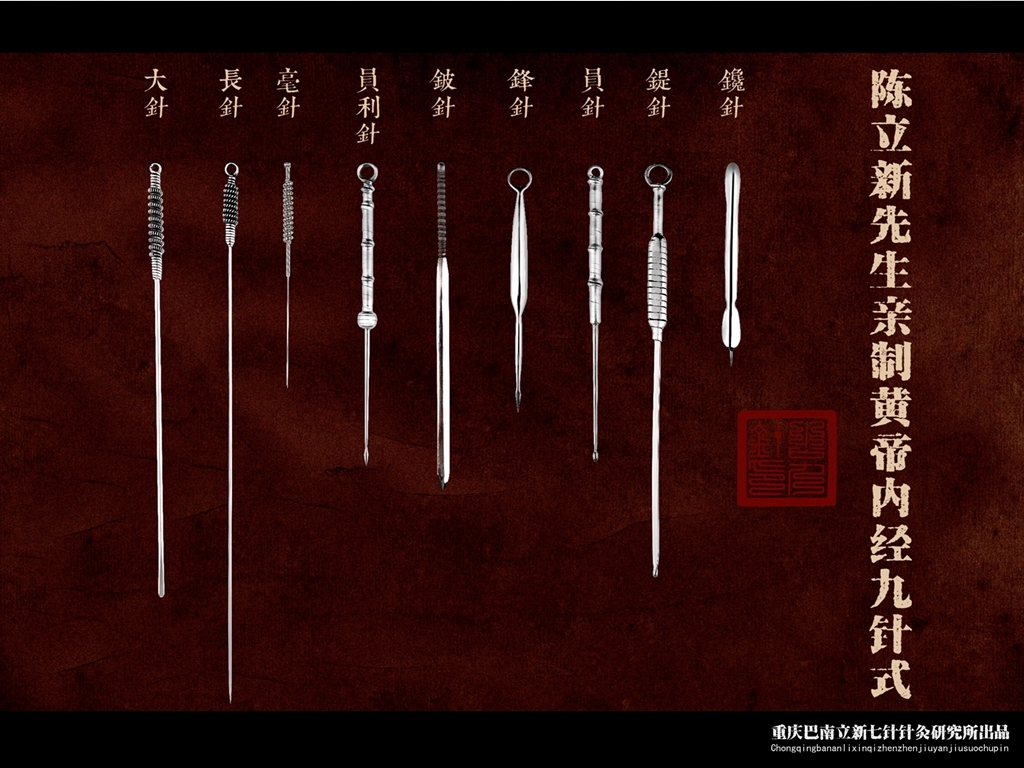 大針
長針
毫針
員利針
鈹針
鋒針
員針
鍉針
鑱針
陈立新先生亲制黄帝内经九针式
重庆巴南立新七针针灸研究所出品
Chongqingbananlixinqizhenzhenjiuyanjiusuochupin